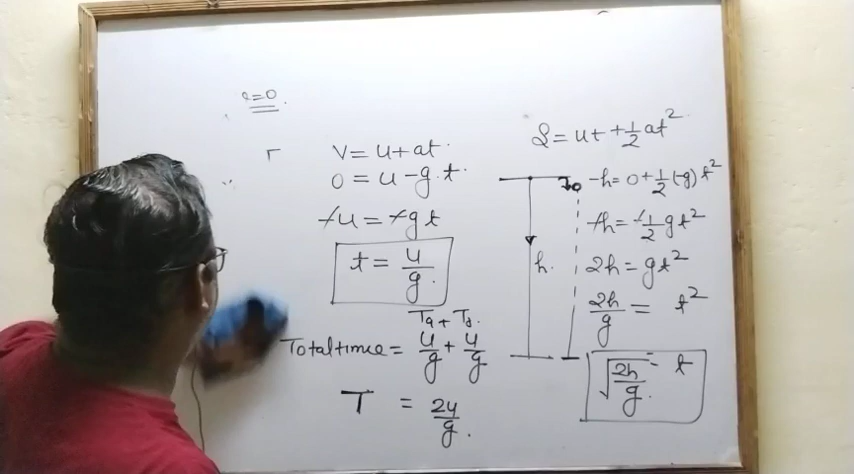 r=0
V=u+at
0=u-g.t.
-u=-gt
t=u/g
Ta+Td
Total time=u/g+u/g
T=2u/g
S=ut+1/2at²
-h=0+1/2(-g)t²
-h=-1/2gt²
h.
2h=gt²
2h/g=t²
√2h/g=t